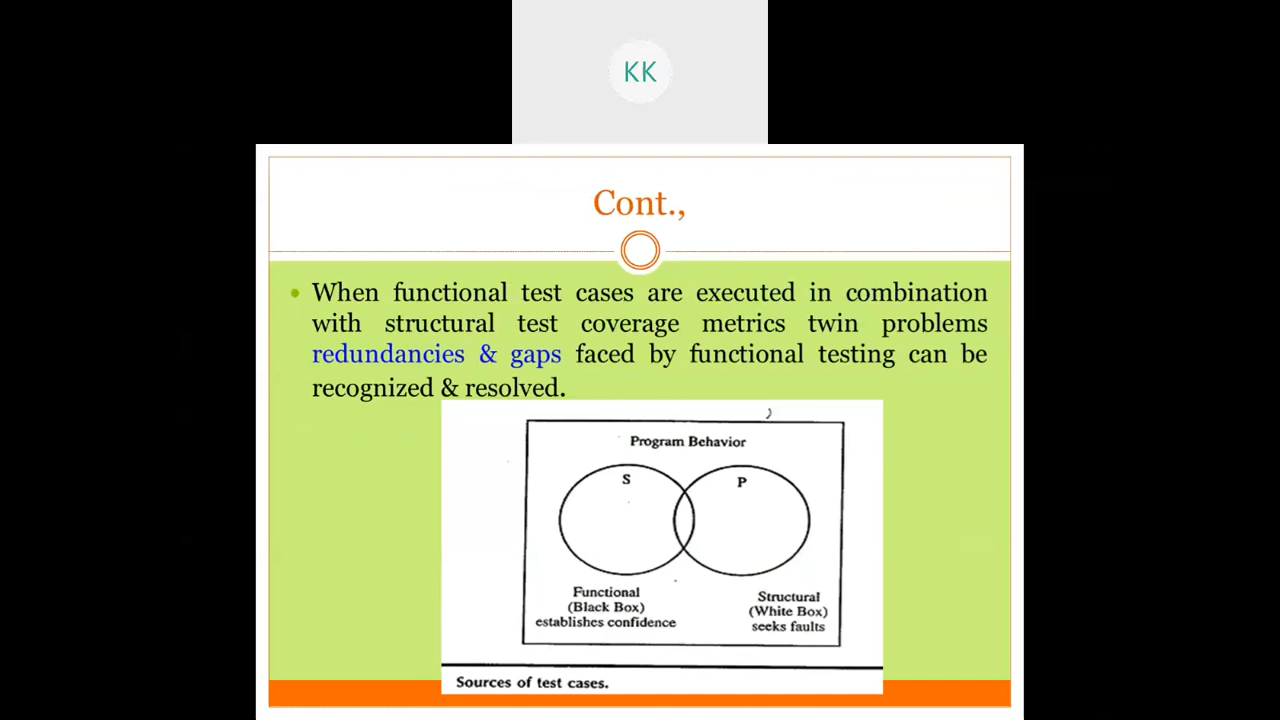 KK
Cont.,
• When functional test cases are executed in combination
with structural test coverage metrics twin problems
redundancies & gaps faced by functional testing can be
recognized & resolved.
Program Behavior
S
P
Functional
(Black Box)
establishes confidence
Structural
(White Box)
seeks faults
Sources of test cases.